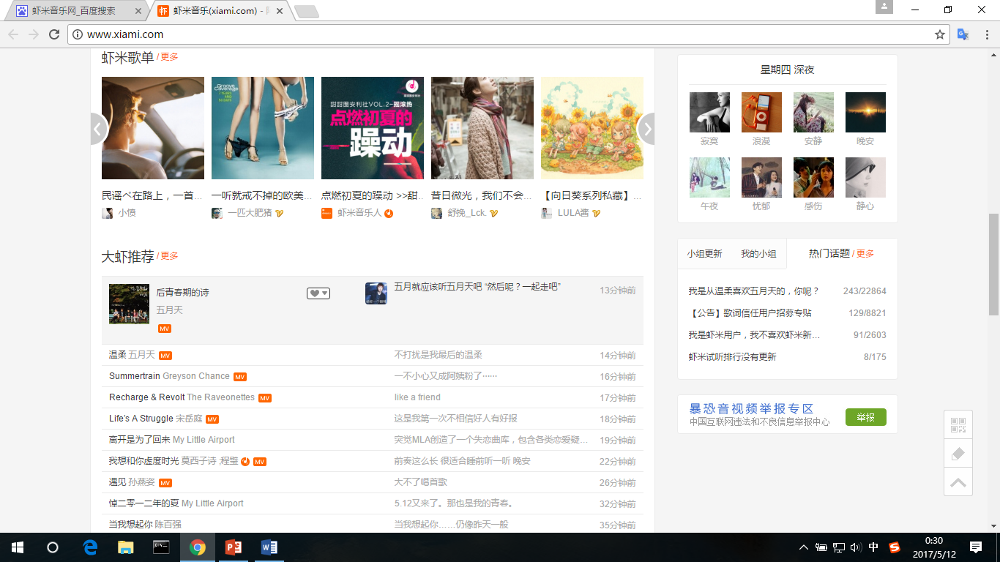 虾米音乐网_百度搜索
虾米音乐(xiami.com) -
www.xiami.com
虾米歌单 / 更多
GROOVE COVERAGE
7 YEARS AND 50 DAYS
甜甜圈安利社VOL.2-摇滚热
点燃初夏的
躁动
民谣ペ在路上，一首...
一听就戒不掉的欧美...
点燃初夏的躁动 >>甜...
昔日微光，我们不会...
【向日葵系列私藏】...
小愤
一匹大肥猪
虾米音乐人
舒挽_Lck.
LULA酱
大虾推荐 / 更多
后青春期的诗
五月天
MV
五月就应该听五月天吧 “然后呢？一起走吧”
13分钟前
温柔 五月天 MV 不打扰是我最后的温柔 14分钟前
Summertrain Greyson Chance MV 一不小心又成阿姨粉了······ 16分钟前
Recharge & Revolt The Raveonettes MV like a friend 17分钟前
Life’s A Struggle 宋岳庭 MV 这是我第一次不相信好人有好报 18分钟前
离开是为了回来 My Little Airport 突觉MLA创造了一个失恋曲库，包含各类恋爱疑... 19分钟前
我想和你虚度时光 莫西子诗 ;程璧 MV 前奏这么长 很适合睡前听一听 晚安 22分钟前
遇见 孙燕姿 MV 大不了唱首歌 26分钟前
悼二零一二年的夏 My Little Airport 5.12又来了。那也是我的青春。 32分钟前
当我想起你 陈百强 当我想起你……仍像昨天一般 35分钟前
星期四 深夜
寂寞 浪漫 安静 晚安
午夜 忧郁 感伤 静心
小组更新 我的小组 热门话题 / 更多
我是从温柔喜欢五月天的，你呢？ 243/22864
【公告】歌词信任用户招募专贴 129/8821
我是虾米用户，我不喜欢虾米新... 91/2603
虾米试听排行没有更新 8/175
暴恐音视频举报专区
中国互联网违法和不良信息举报中心
举报
中
0:30
2017/5/12